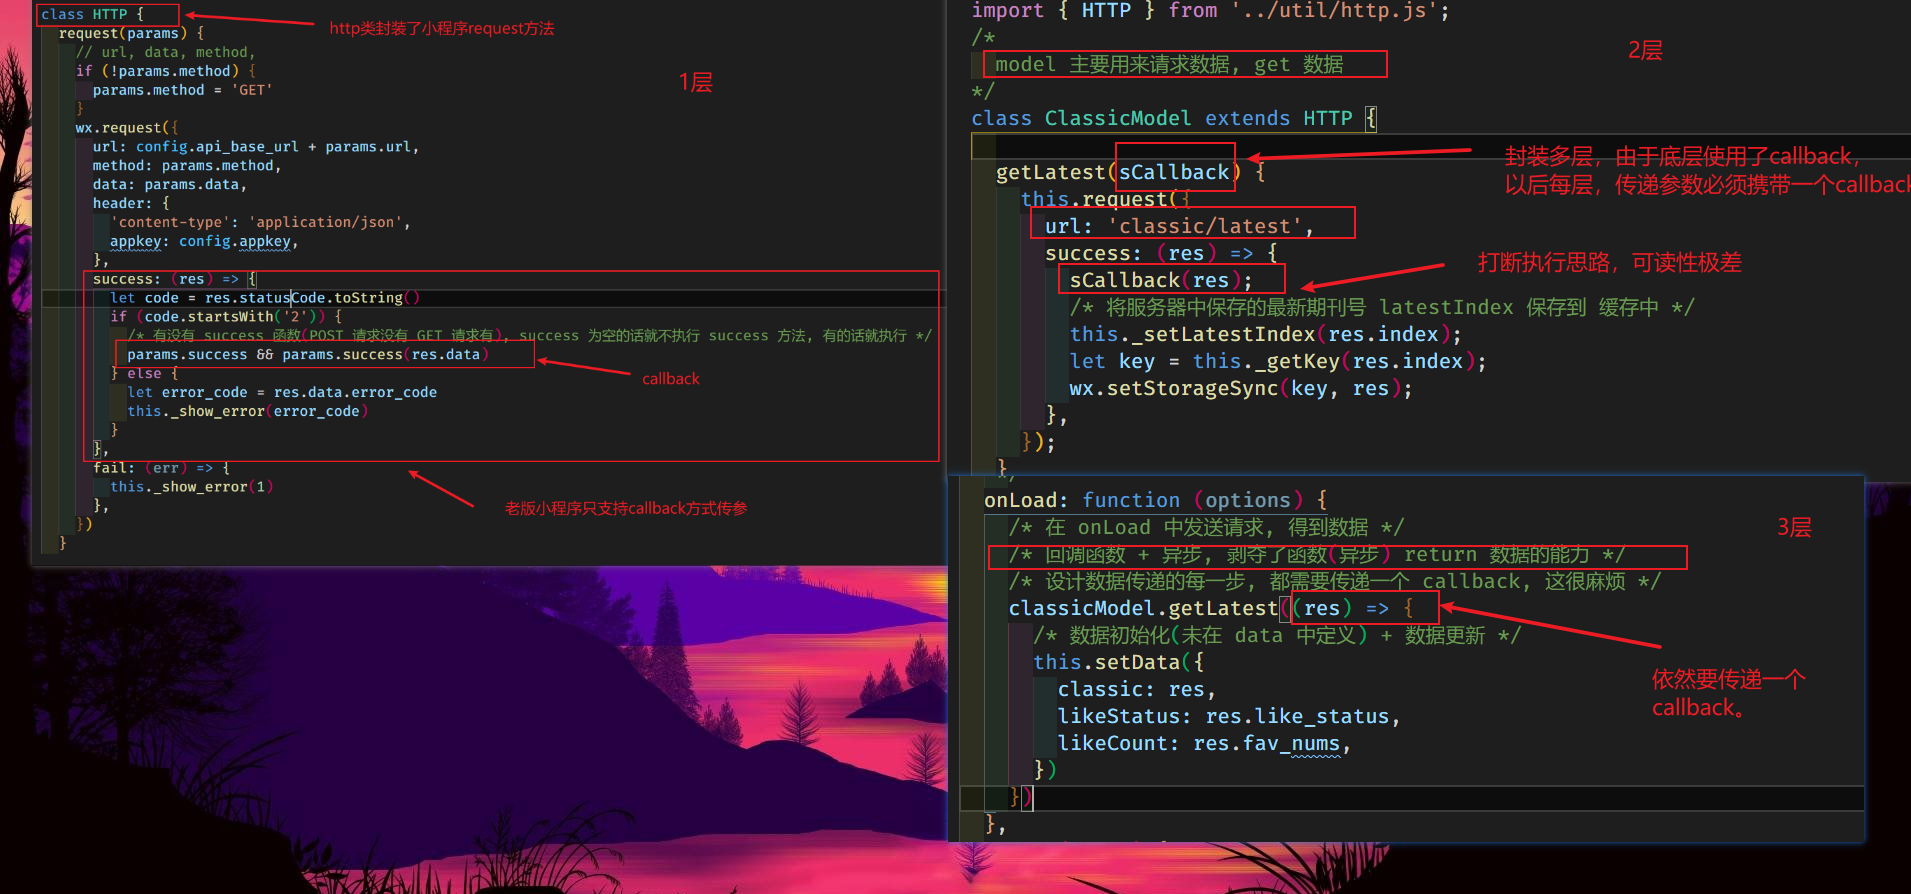 class HTTP {
http类封装了小程序request方法
request(params) {
// url, data, method,
if (!params.method) {
params.method = 'GET'
}
1层
wx.request({
url: config.api_base_url + params.url,
method: params.method,
data: params.data,
header: {
'content-type': 'application/json',
appkey: config.appkey,
},
success: (res) => {
let code = res.statusCode.toString()
if (code.startsWith('2')) {
/* 有没有 success 函数(POST 请求没有 GET 请求有), success 为空的话就不执行 success 方法, 有的话就执行 */
params.success && params.success(res.data)
callback
} else {
let error_code = res.data.error_code
this._show_error(error_code)
}
},
fail: (err) => {
this._show_error(1)
},
老版小程序只支持callback方式传参
})
}
import { HTTP } from '../util/http.js';
2层
/*
model 主要用来请求数据, get 数据
*/
class ClassicModel extends HTTP {
getLatest(sCallback) {
封装多层，由于底层使用了callback，
以后每层，传递参数必须携带一个callback
this.request({
url: 'classic/latest',
success: (res) => {
sCallback(res);
打断执行思路，可读性极差
/* 将服务器中保存的最新期刊号 latestIndex 保存到 缓存中 */
this._setLatestIndex(res.index);
let key = this._getKey(res.index);
wx.setStorageSync(key, res);
},
});
}
onLoad: function (options) {
3层
/* 在 onLoad 中发送请求, 得到数据 */
/* 回调函数 + 异步, 剥夺了函数(异步) return 数据的能力 */
/* 设计数据传递的每一步, 都需要传递一个 callback, 这很麻烦 */
classicModel.getLatest((res) => {
/* 数据初始化(未在 data 中定义) + 数据更新 */
this.setData({
classic: res,
likeStatus: res.like_status,
likeCount: res.fav_nums,
依然要传递一个
callback。
})
})
},